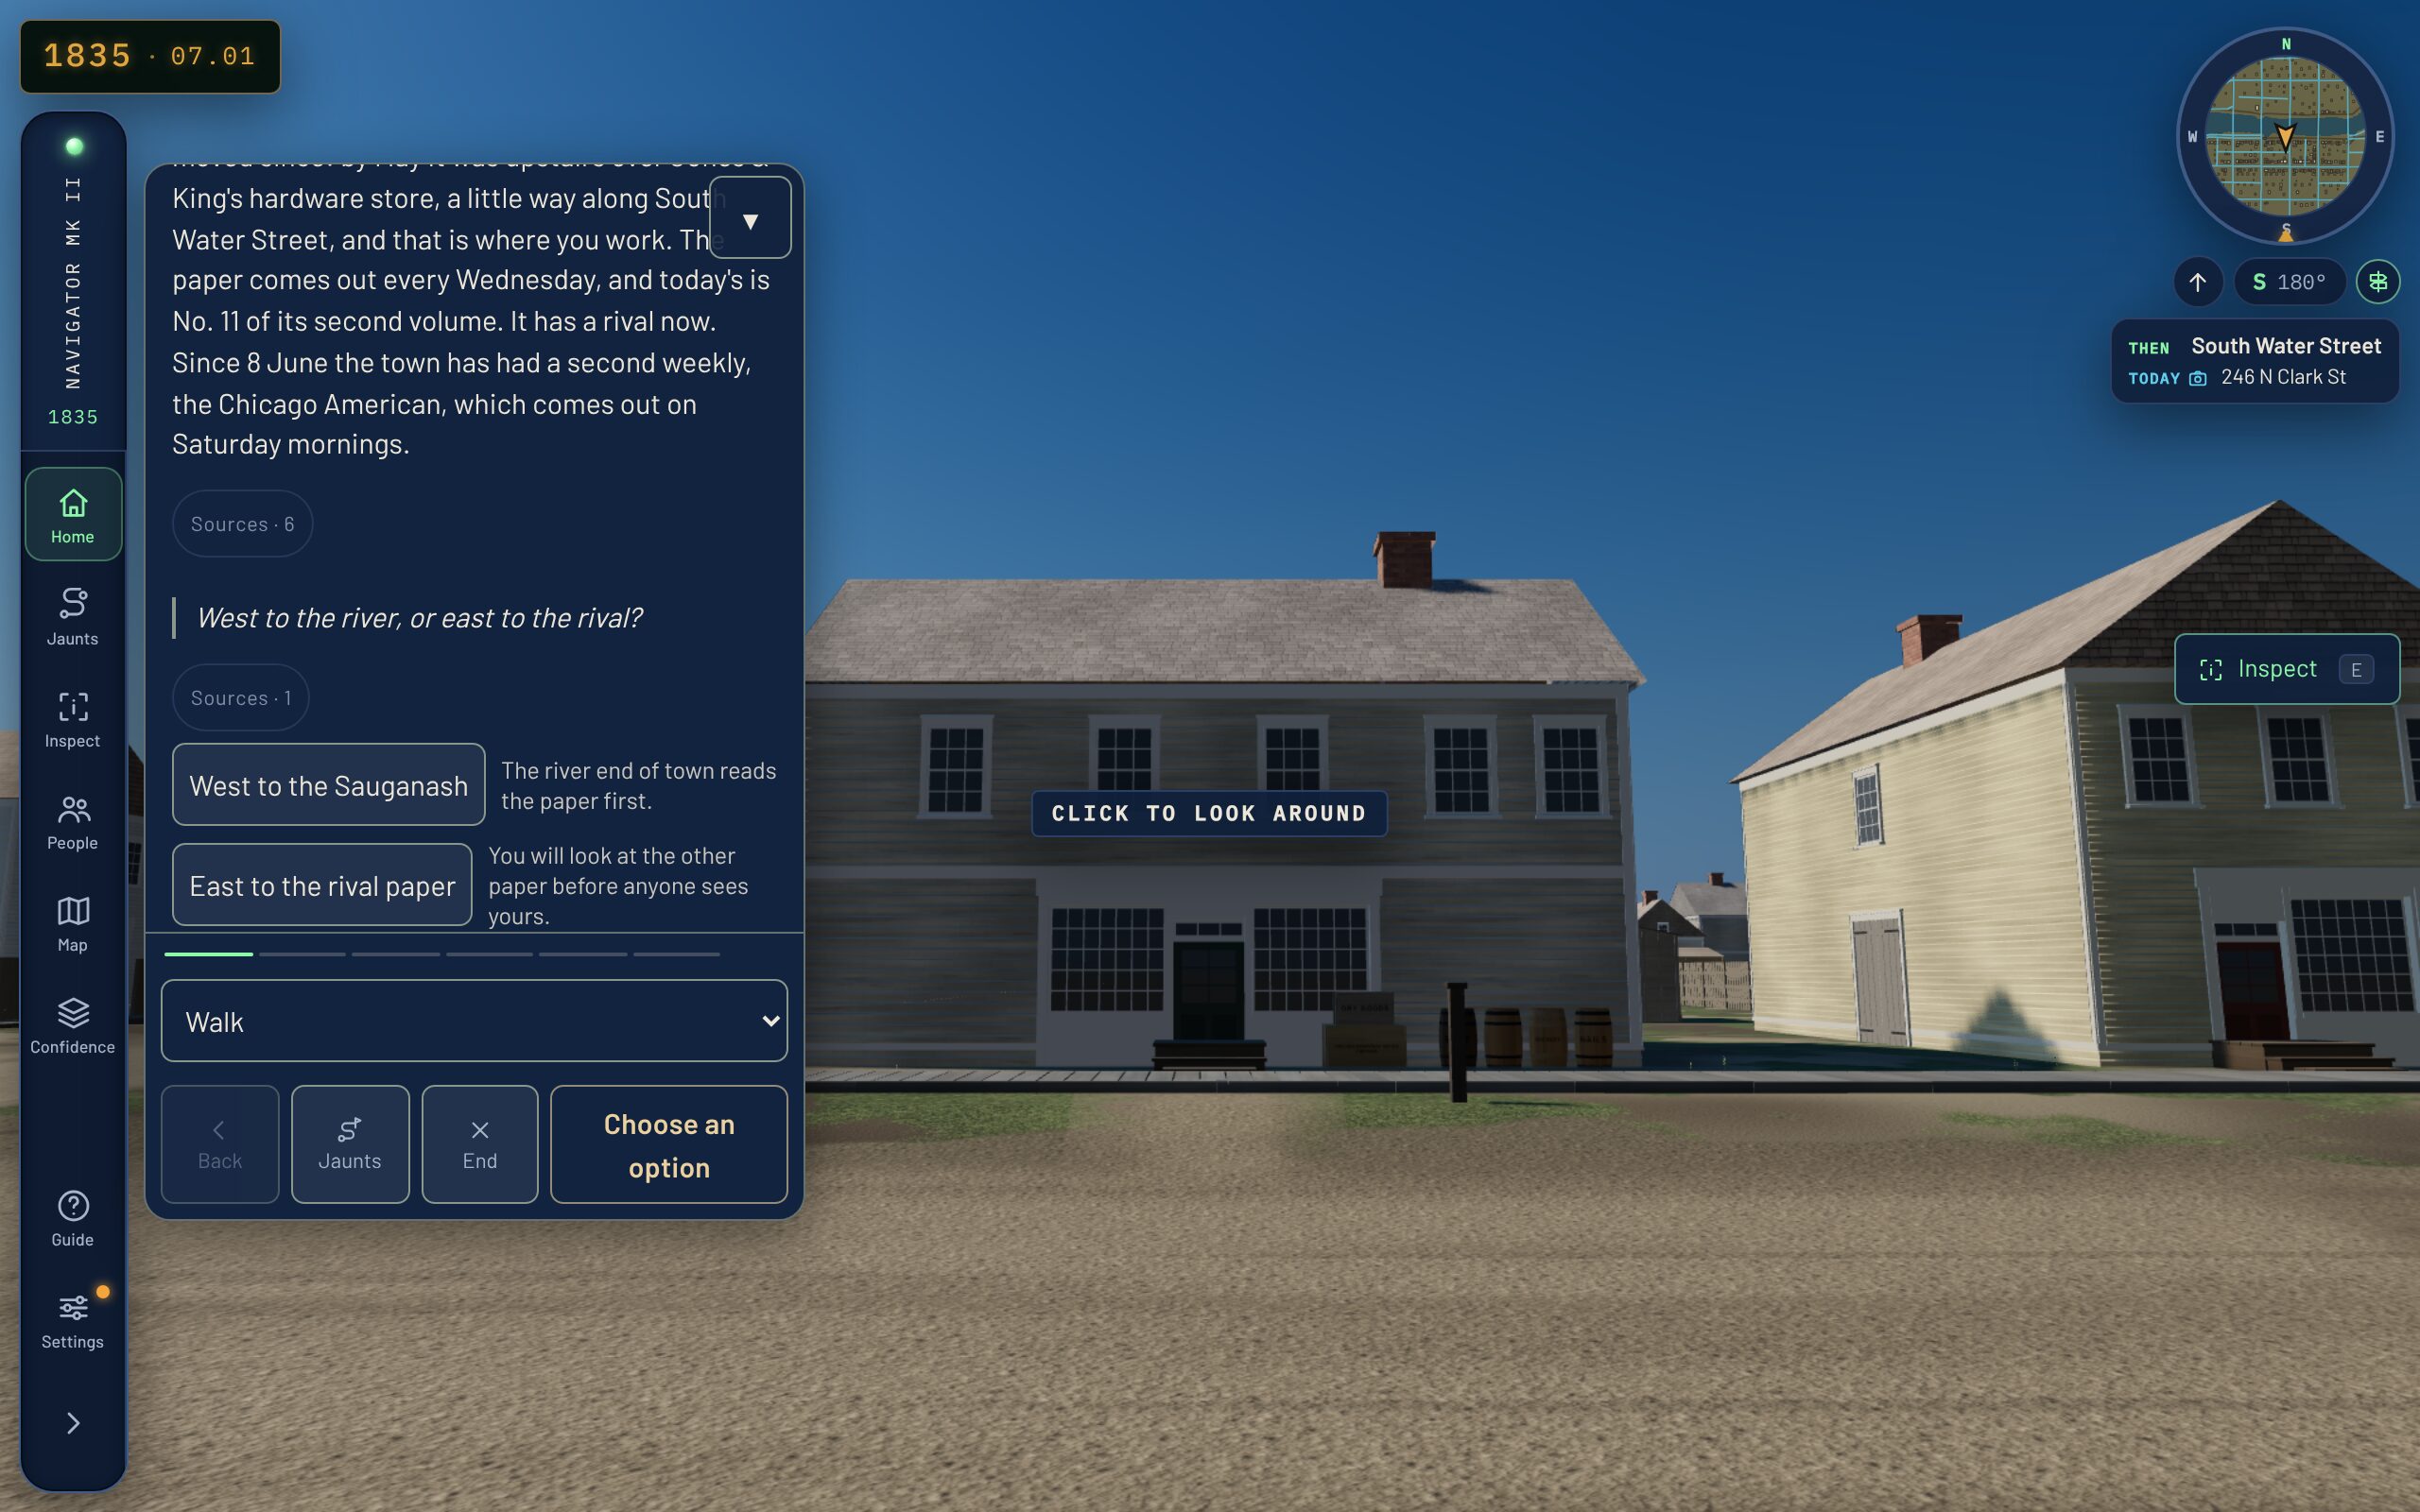 1835 · 07.01
NAVIGATOR MK II
1835
Home
Jaunts
Inspect
People
Map
Confidence
Guide
Settings
King's hardware store, a little way along South
Water Street, and that is where you work. The
paper comes out every Wednesday, and today's is
No. 11 of its second volume. It has a rival now.
Since 8 June the town has had a second weekly,
the Chicago American, which comes out on
Saturday mornings.
Sources · 6
West to the river, or east to the rival?
Sources · 1
West to the Sauganash
The river end of town reads
the paper first.
East to the rival paper
You will look at the other
paper before anyone sees
yours.
Walk
Back
Jaunts
End
Choose an
option
CLICK TO LOOK AROUND
N
W
E
S
S 180°
THEN South Water Street
TODAY 246 N Clark St
Inspect E